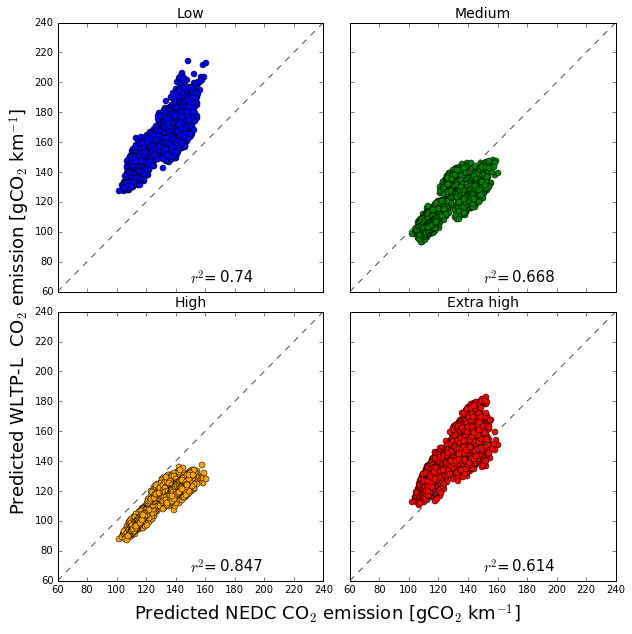 Low
Medium
240
220
200
180
160
140
120
100
80
60
r² = 0.74
r² = 0.668
High
Extra high
240
220
200
180
160
140
120
100
80
60
r² = 0.847
r² = 0.614
60 80 100 120 140 160 180 200 220 240
60 80 100 120 140 160 180 200 220 240
Predicted WLTP-L CO₂ emission [gCO₂ km⁻¹]
Predicted NEDC CO₂ emission [gCO₂ km⁻¹]